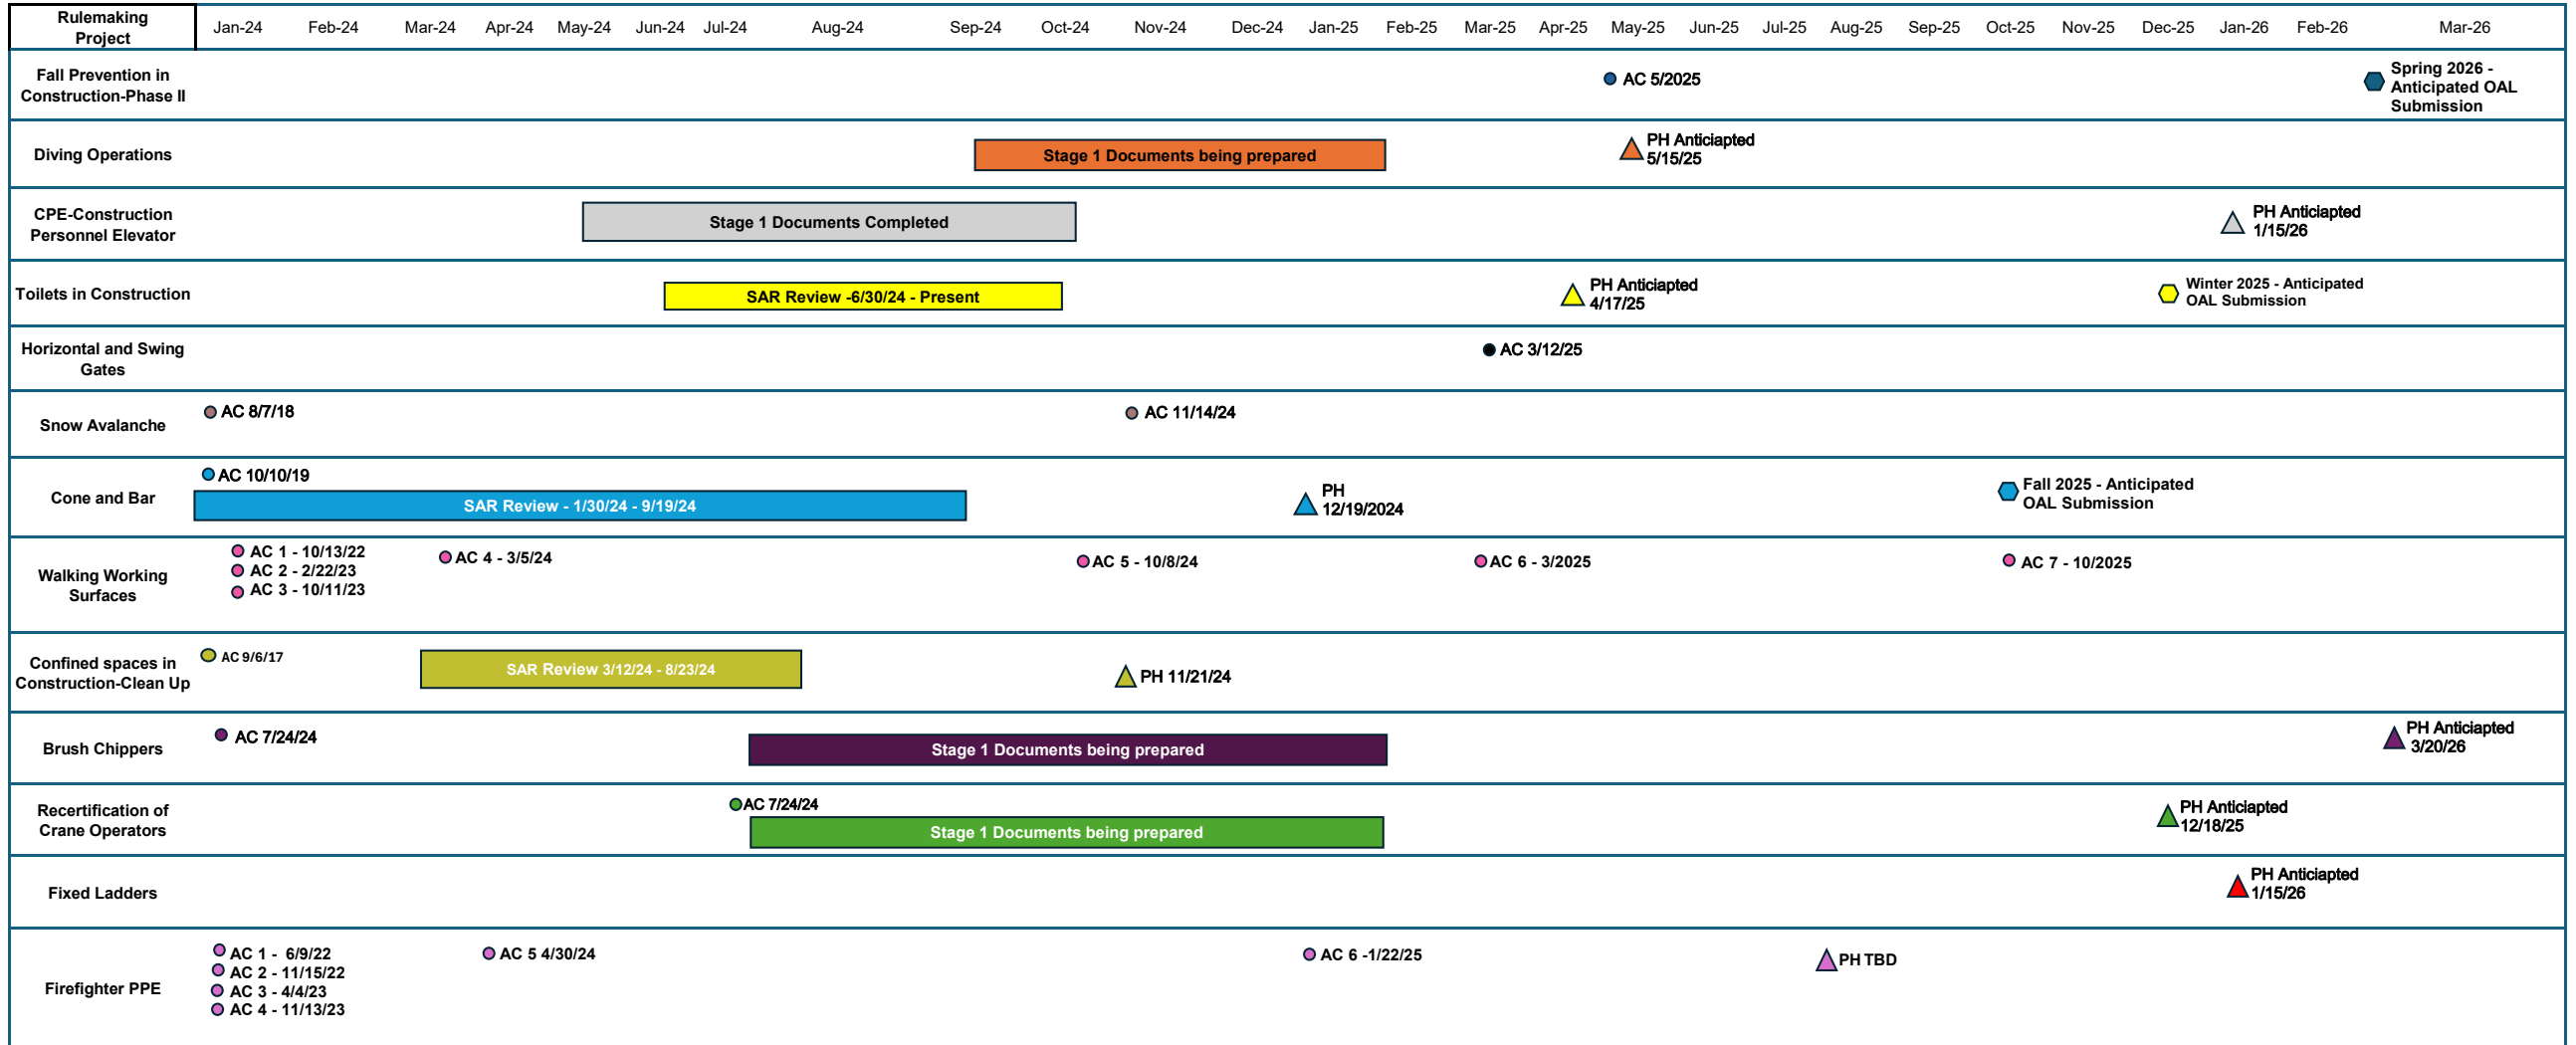 Rulemaking
Project
Jan-24 Feb-24 Mar-24 Apr-24 May-24 Jun-24 Jul-24 Aug-24 Sep-24 Oct-24 Nov-24 Dec-24 Jan-25 Feb-25 Mar-25 Apr-25 May-25 Jun-25 Jul-25 Aug-25 Sep-25 Oct-25 Nov-25 Dec-25 Jan-26 Feb-26 Mar-26
Fall Prevention in
Construction-Phase II
AC 5/2025
Spring 2026 -
Anticipated OAL
Submission
Diving Operations
Stage 1 Documents being prepared
PH Anticiapted
5/15/25
CPE-Construction
Personnel Elevator
Stage 1 Documents Completed
PH Anticiapted
1/15/26
Toilets in Construction
SAR Review -6/30/24 - Present
PH Anticiapted
4/17/25
Winter 2025 - Anticipated
OAL Submission
Horizontal and Swing
Gates
AC 3/12/25
Snow Avalanche
AC 8/7/18
AC 11/14/24
Cone and Bar
AC 10/10/19
SAR Review - 1/30/24 - 9/19/24
PH
12/19/2024
Fall 2025 - Anticipated
OAL Submission
Walking Working
Surfaces
AC 1 - 10/13/22
AC 2 - 2/22/23
AC 3 - 10/11/23
AC 4 - 3/5/24
AC 5 - 10/8/24
AC 6 - 3/2025
AC 7 - 10/2025
Confined spaces in
Construction-Clean Up
AC 9/6/17
SAR Review 3/12/24 - 8/23/24
PH 11/21/24
Brush Chippers
AC 7/24/24
Stage 1 Documents being prepared
PH Anticiapted
3/20/26
Recertification of
Crane Operators
AC 7/24/24
Stage 1 Documents being prepared
PH Anticiapted
12/18/25
Fixed Ladders
PH Anticiapted
1/15/26
Firefighter PPE
AC 1 - 6/9/22
AC 2 - 11/15/22
AC 3 - 4/4/23
AC 4 - 11/13/23
AC 5 4/30/24
AC 6 -1/22/25
PH TBD